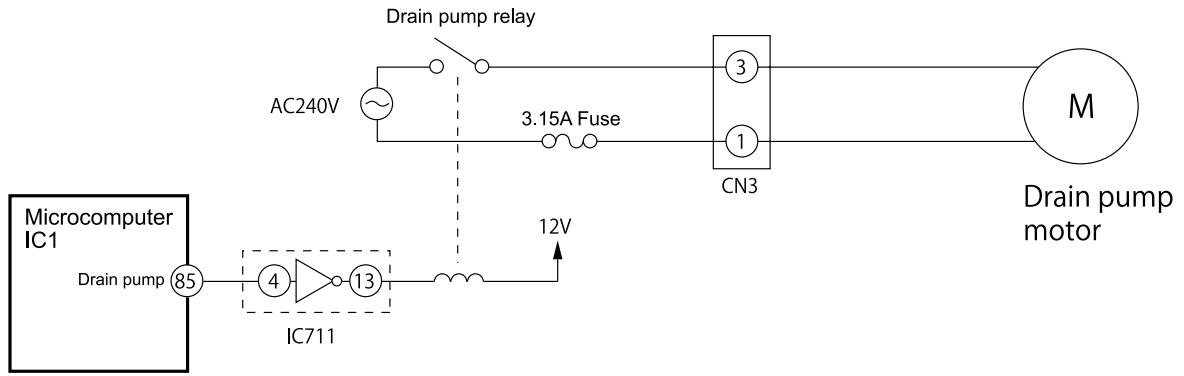 Drain pump relay
AC240V
3.15A Fuse
3
1
CN3
M
Drain pump
motor
Microcomputer
IC1
Drain pump
85
4
13
IC711
12V